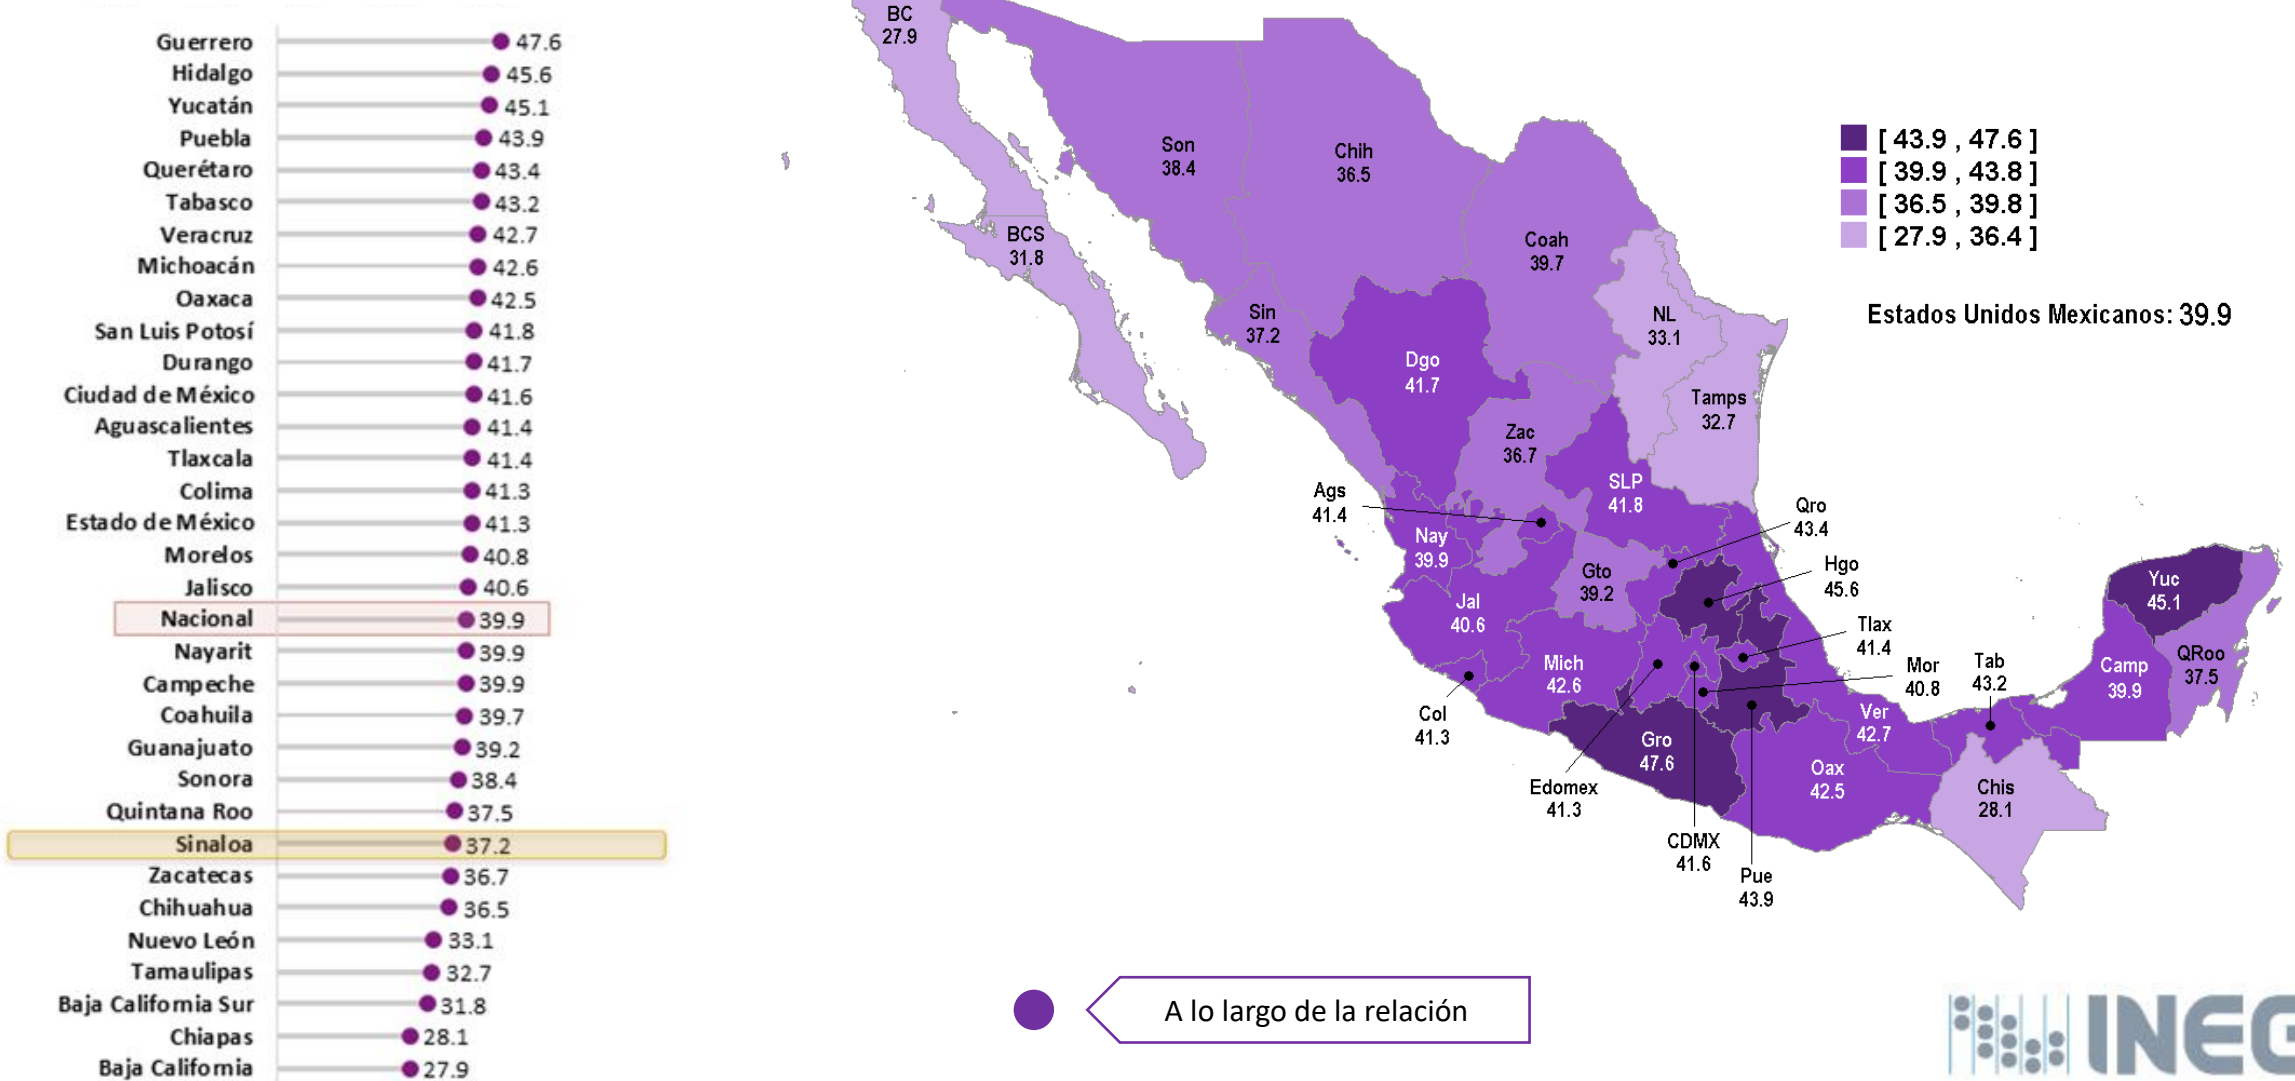 Guerrero 47.6
Hidalgo 45.6
Yucatán 45.1
Puebla 43.9
Querétaro 43.4
Tabasco 43.2
Veracruz 42.7
Michoacán 42.6
Oaxaca 42.5
San Luis Potosí 41.8
Durango 41.7
Ciudad de México 41.6
Aguascalientes 41.4
Tlaxcala 41.4
Colima 41.3
Estado de México 41.3
Morelos 40.8
Jalisco 40.6
Nacional 39.9
Nayarit 39.9
Campeche 39.9
Coahuila 39.7
Guanajuato 39.2
Sonora 38.4
Quintana Roo 37.5
Sinaloa 37.2
Zacatecas 36.7
Chihuahua 36.5
Nuevo León 33.1
Tamaulipas 32.7
Baja California Sur 31.8
Chiapas 28.1
Baja California 27.9
BC
27.9
Son
38.4
Chih
36.5
BCS
31.8
Coah
39.7
Sin
37.2
NL
33.1
Dgo
41.7
Tamps
32.7
Zac
36.7
SLP
41.8
Ags
41.4
Qro
43.4
Nay
39.9
Gto
39.2
Hgo
45.6
Yuc
45.1
Jal
40.6
Tlax
41.4
Mich
42.6
Mor
40.8
Tab
43.2
Camp
39.9
QRoo
37.5
Col
41.3
Ver
42.7
Gro
47.6
Oax
42.5
Edomex
41.3
Chis
28.1
CDMX
41.6
Pue
43.9
[ 43.9 , 47.6 ]
[ 39.9 , 43.8 ]
[ 36.5 , 39.8 ]
[ 27.9 , 36.4 ]
Estados Unidos Mexicanos: 39.9
A lo largo de la relación
INEG